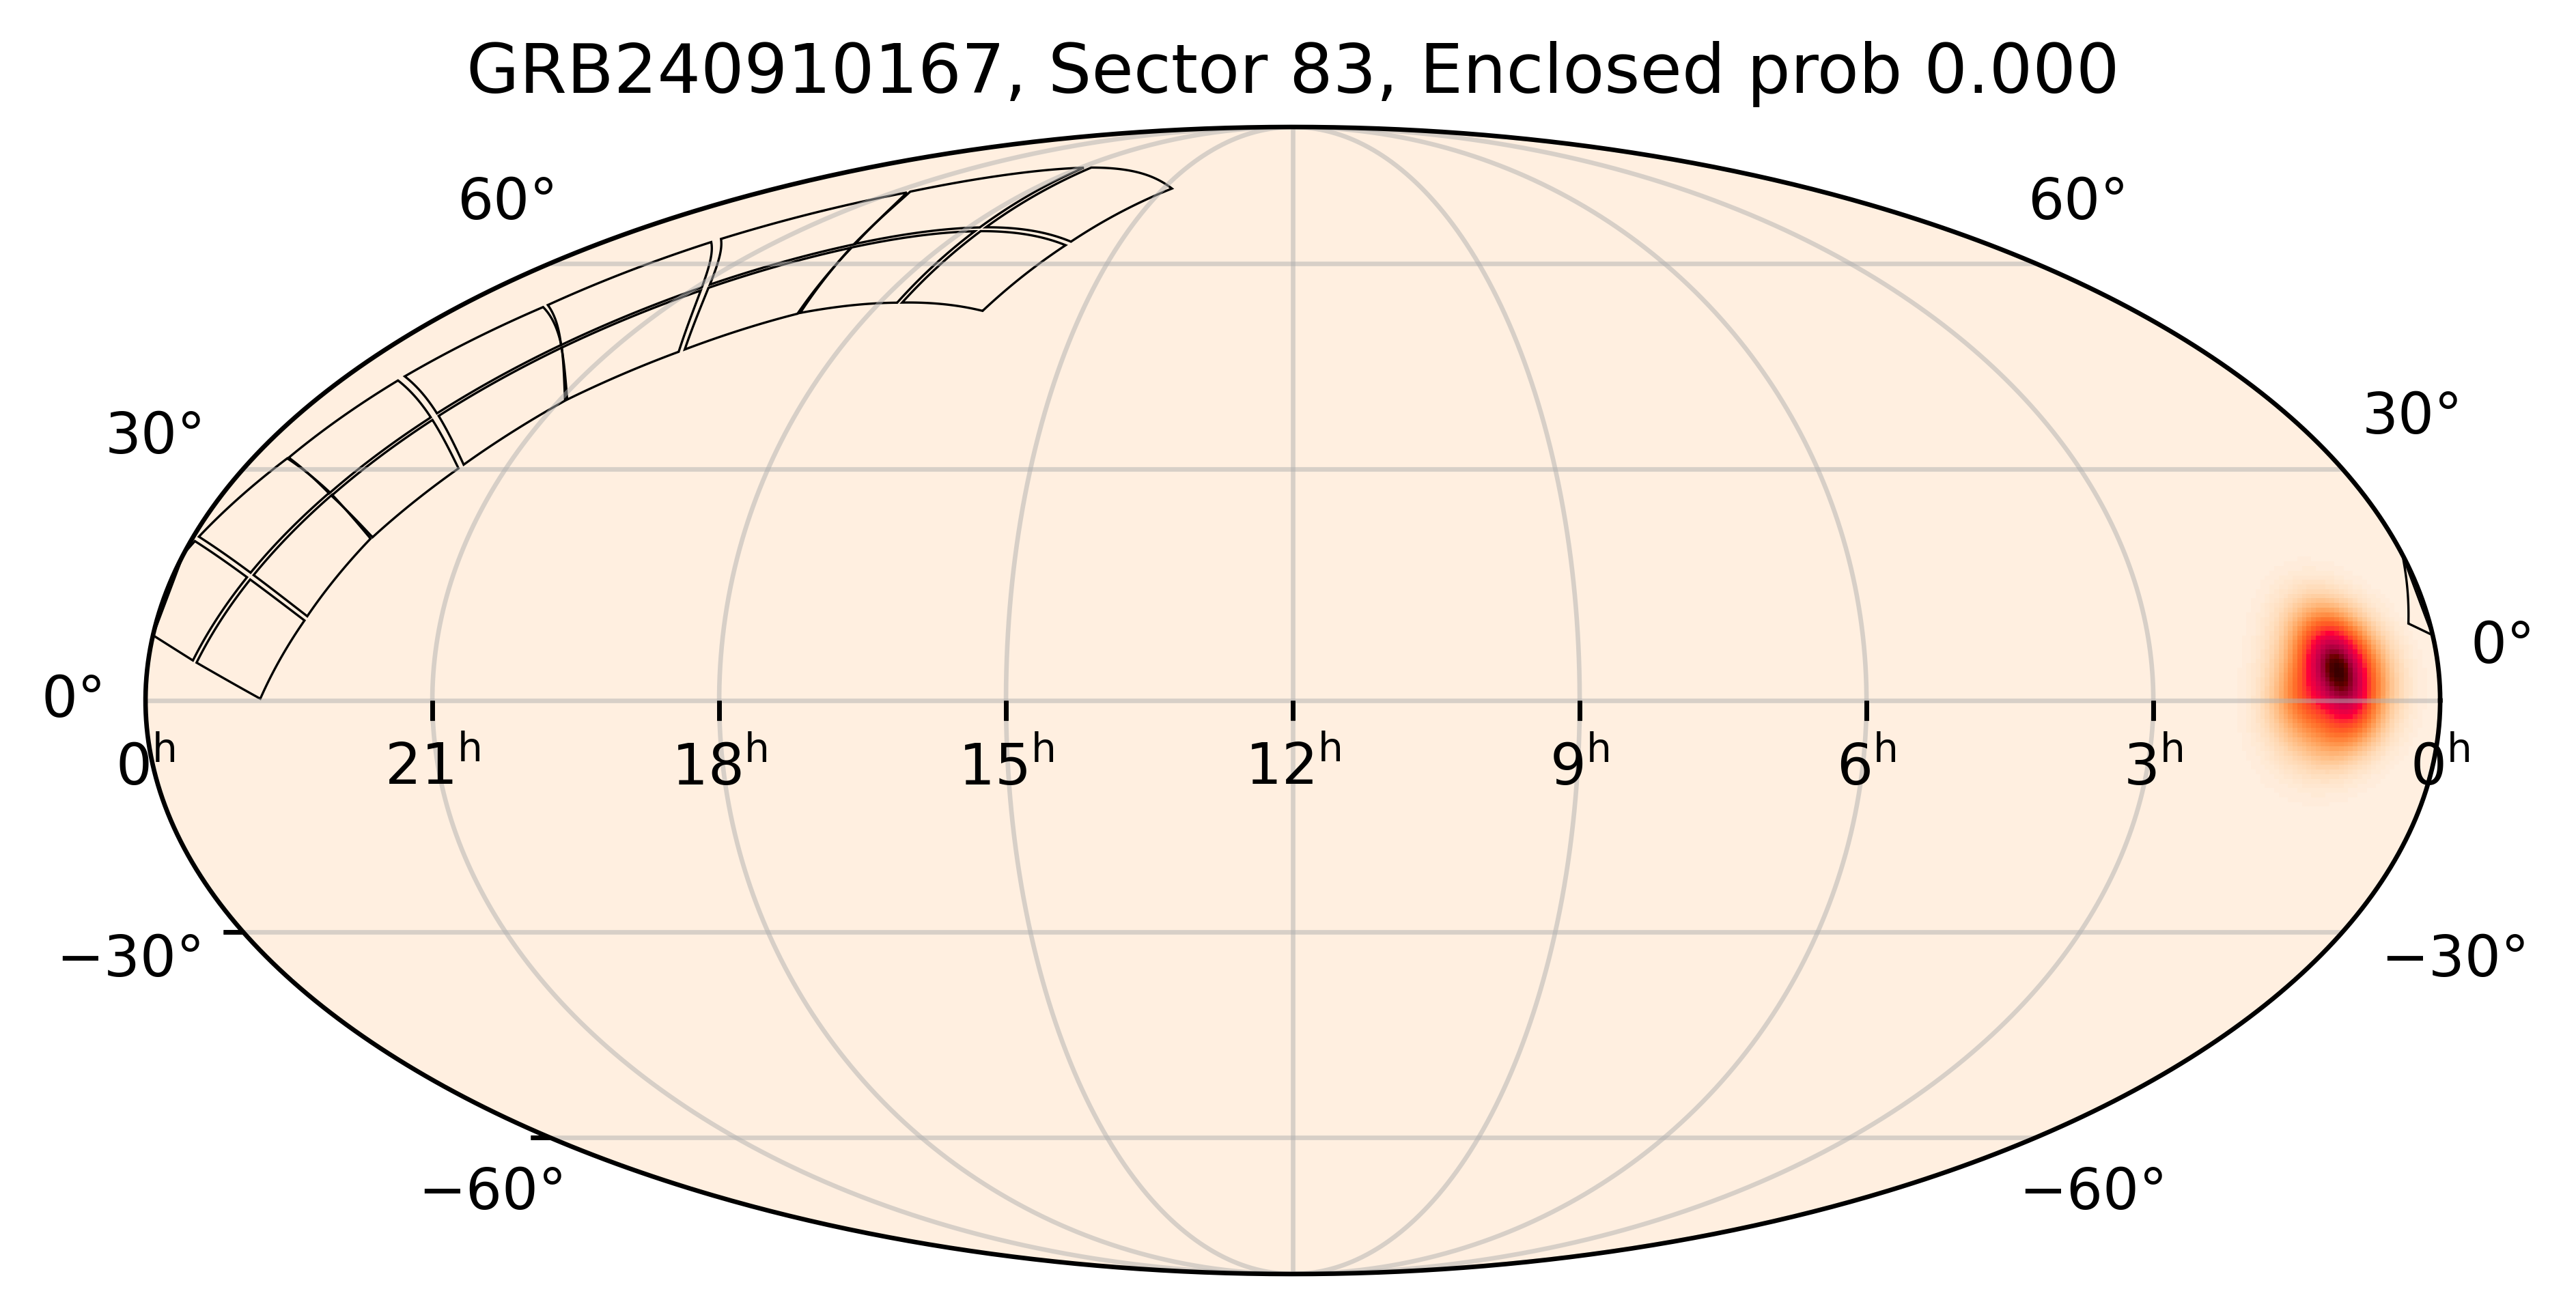 GRB240910167, Sector 83, Enclosed prob 0.000
60° 60°
30° 30°
0° 0°
0h 21h 18h 15h 12h 9h 6h 3h 0h
−30° −30°
−60° −60°